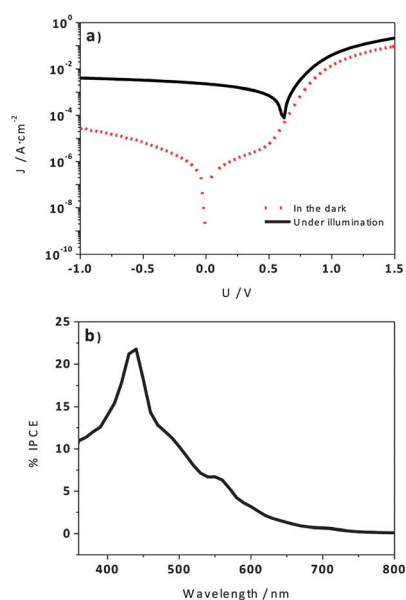 a)
10^0
10^-2
10^-4
10^-6
10^-8
10^-10
J / A·cm^-2
In the dark
Under illumination
-1.0 -0.5 0.0 0.5 1.0 1.5
U / V
b)
25
20
15
10
5
0
% IPCE
400 500 600 700 800
Wavelength / nm